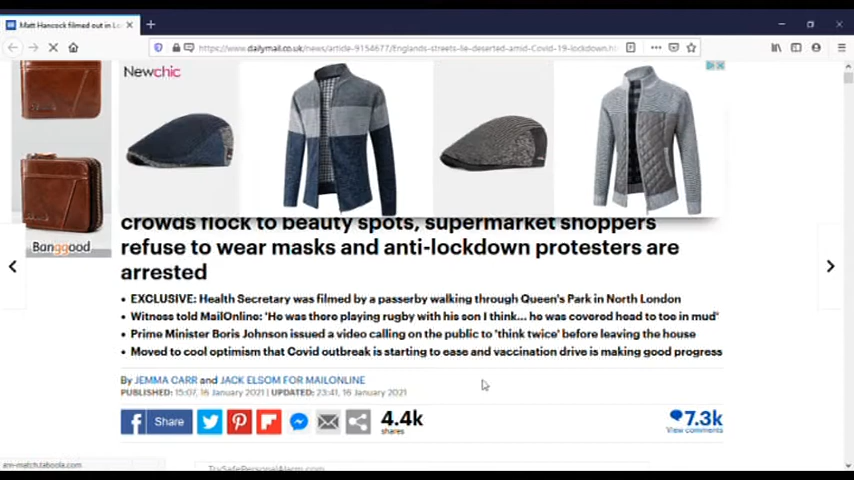 Matt Hancock filmed out in Lo
https://www.dailymail.co.uk/news/article-9154677/Englands-streets-lie-deserted-amid-Covid-19-lockdown.h
Newchic
Banggood
crowds flock to beauty spots, supermarket shoppers
refuse to wear masks and anti-lockdown protesters are
arrested
• EXCLUSIVE: Health Secretary was filmed by a passerby walking through Queen's Park in North London
• Witness told MailOnline: 'He was there playing rugby with his son I think... he was covered head to toe in mud'
• Prime Minister Boris Johnson issued a video calling on the public to 'think twice' before leaving the house
• Moved to cool optimism that Covid outbreak is starting to ease and vaccination drive is making good progress
By JEMMA CARR and JACK ELSOM FOR MAILONLINE
PUBLISHED: 15:07, 16 January 2021 | UPDATED: 23:41, 16 January 2021
Share
4.4k
shares
7.3k
View comments
am-match.taboola.com